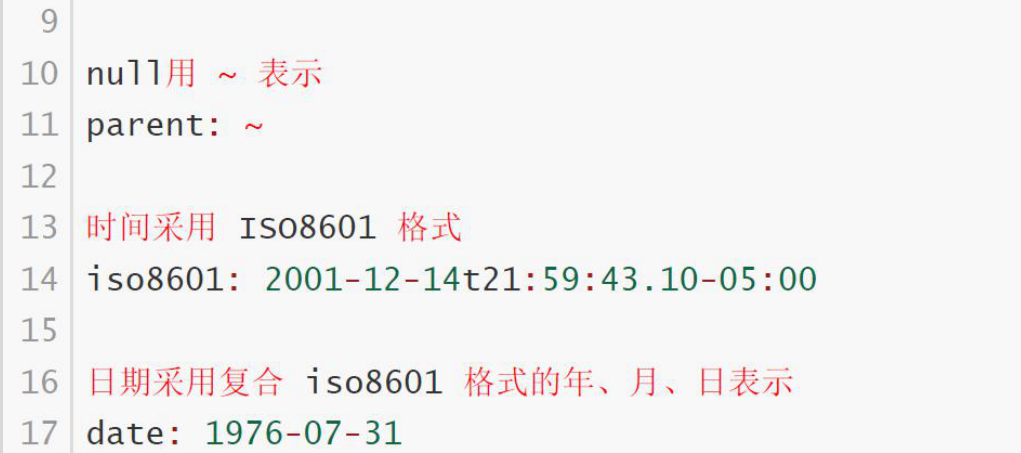 9
10 null用 ~ 表示
11 parent: ~
12
13 时间采用 ISO8601 格式
14 iso8601: 2001-12-14t21:59:43.10-05:00
15
16 日期采用复合 iso8601 格式的年、月、日表示
17 date: 1976-07-31